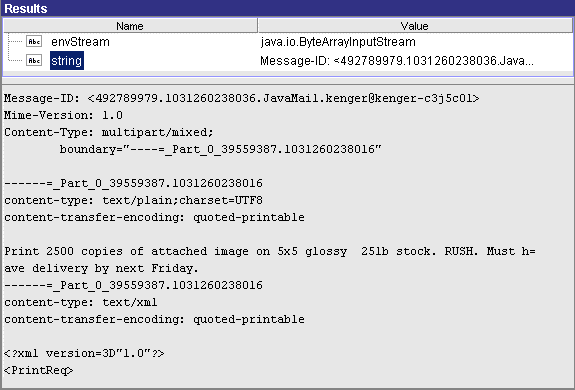 Results
Name Value
Abc envStream java.io.ByteArrayInputStream
Abc string Message-ID: <492789979.1031260238036.Java...
Message-ID: <492789979.1031260238036.JavaMail.kenger@kenger-c3j5c01>
Mime-Version: 1.0
Content-Type: multipart/mixed;
boundary="----=_Part_0_39559387.1031260238016"
------=_Part_0_39559387.1031260238016
content-type: text/plain;charset=UTF8
content-transfer-encoding: quoted-printable
Print 2500 copies of attached image on 5x5 glossy  25lb stock. RUSH. Must h=
ave delivery by next Friday.
------=_Part_0_39559387.1031260238016
content-type: text/xml
content-transfer-encoding: quoted-printable
<?xml version=3D"1.0"?>
<PrintReq>